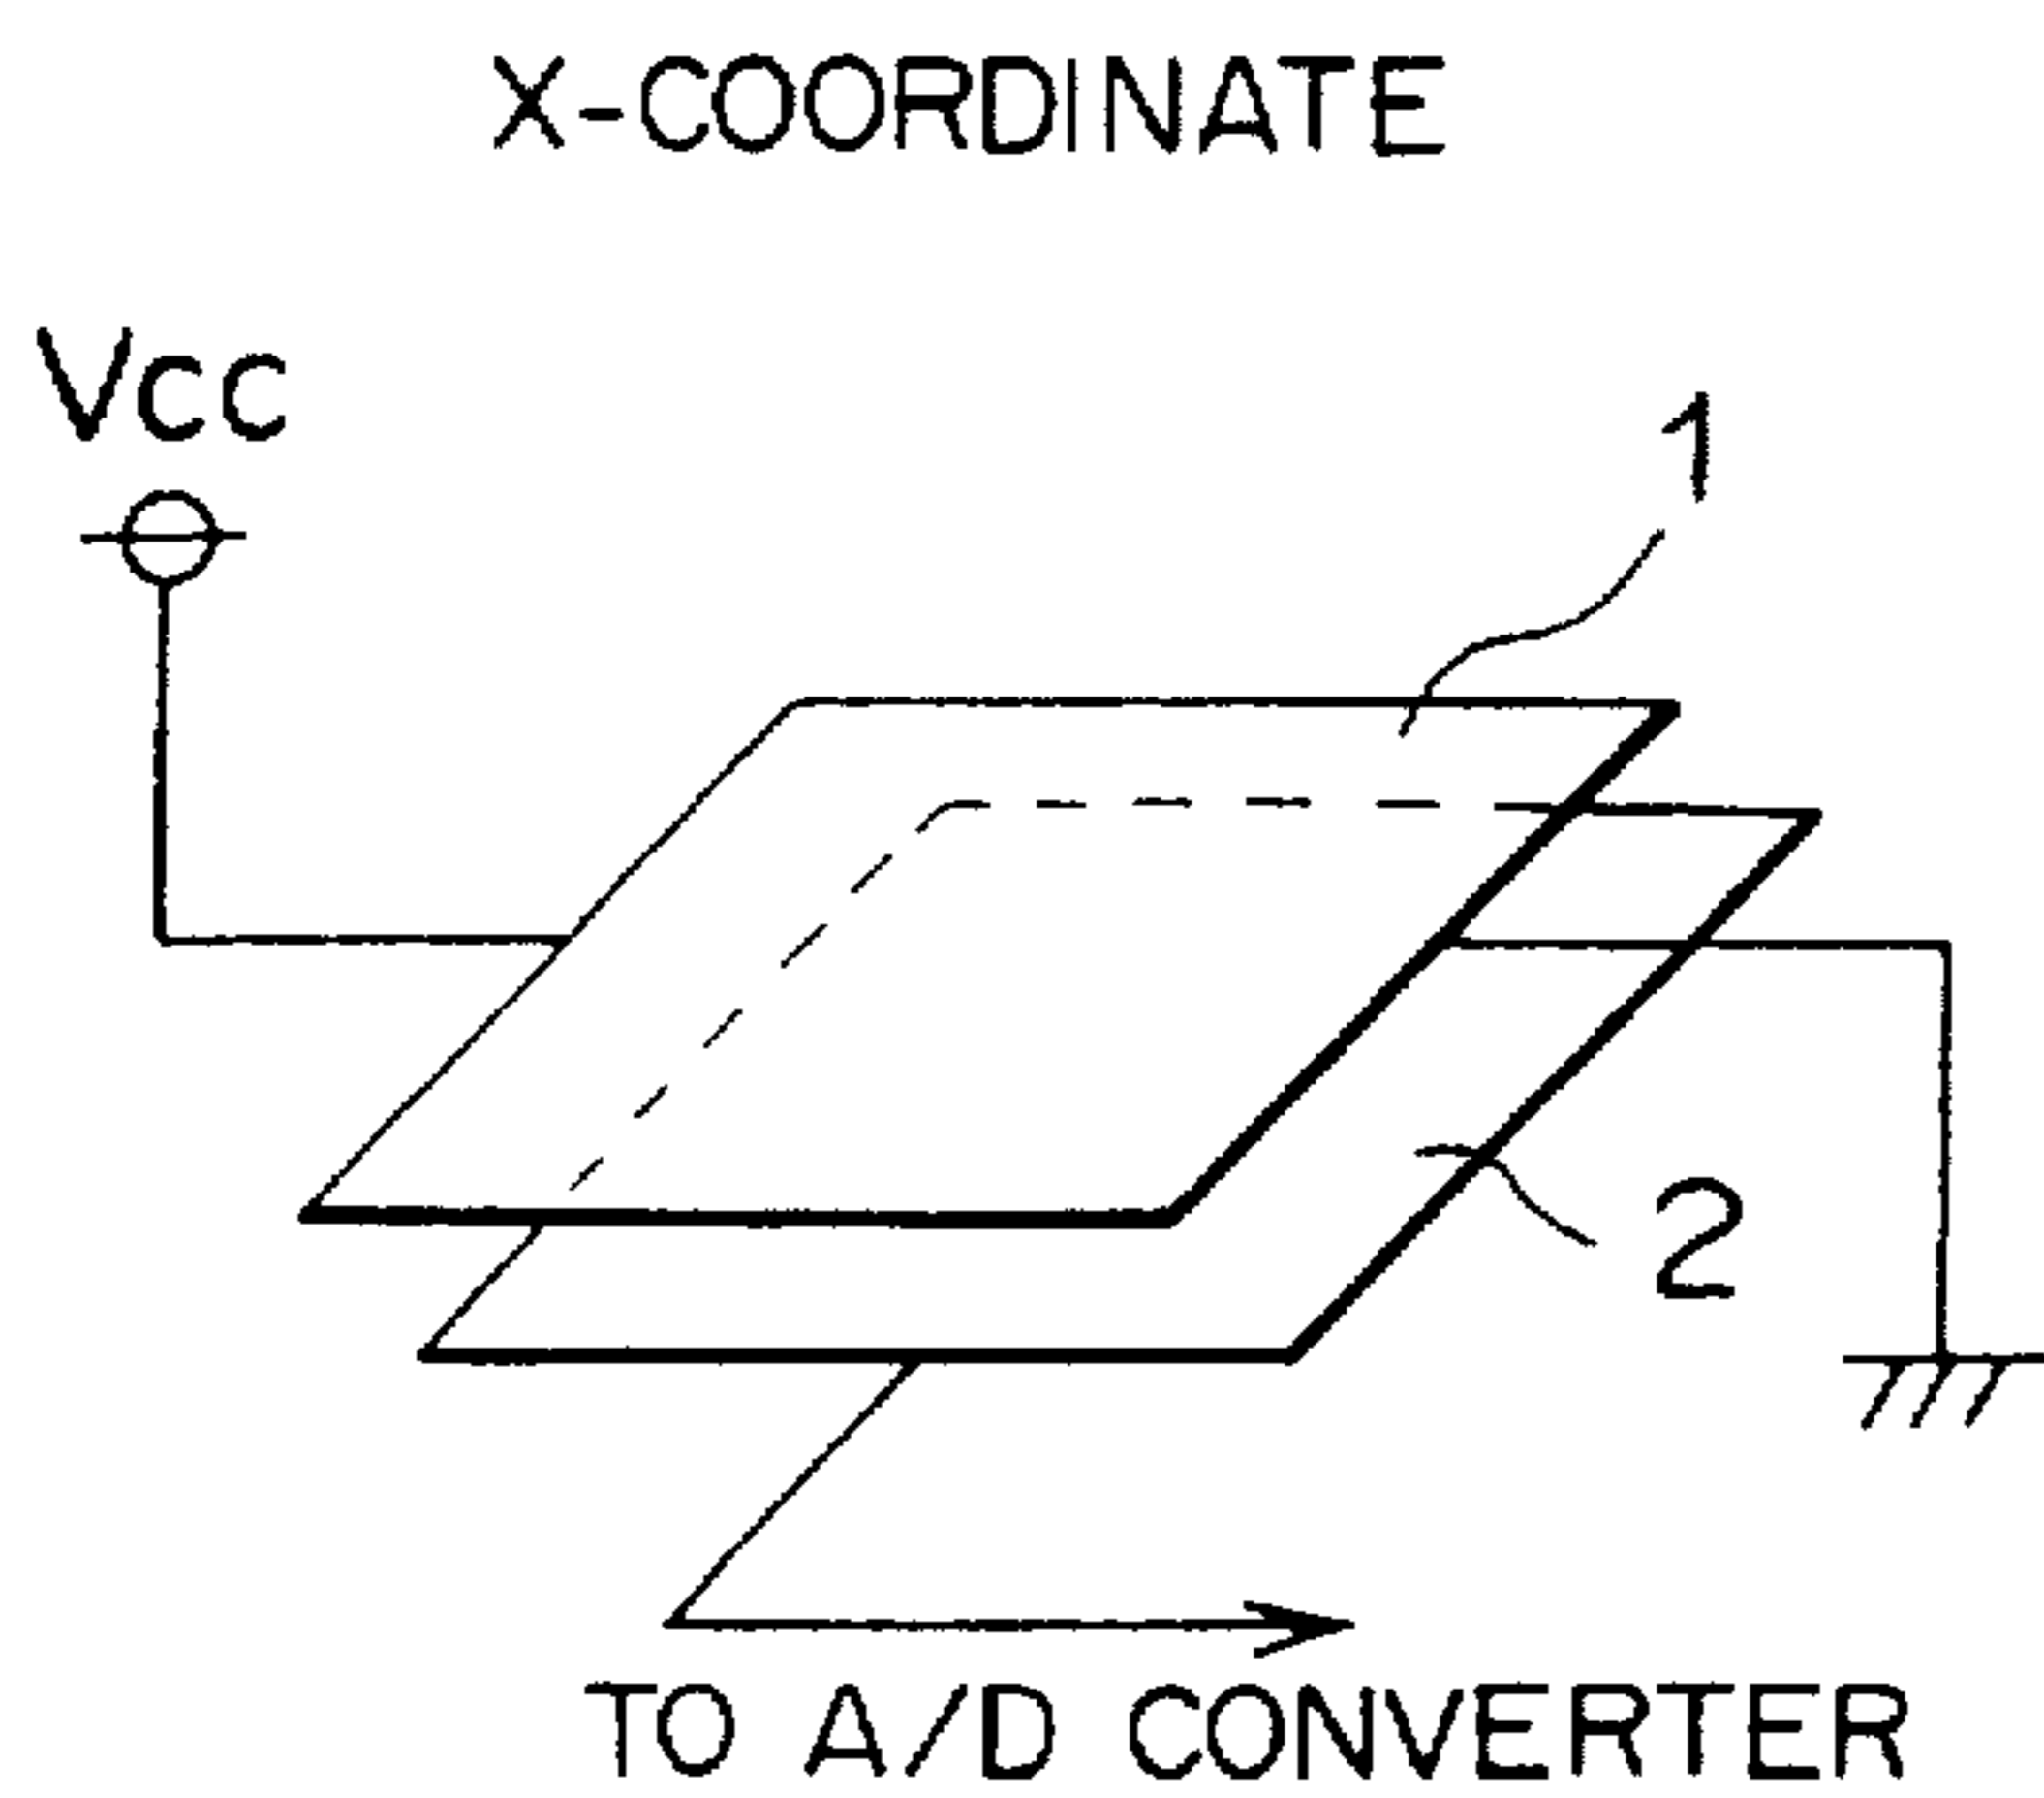 X-COORDINATE
Vcc
1
2
TO A/D CONVERTER